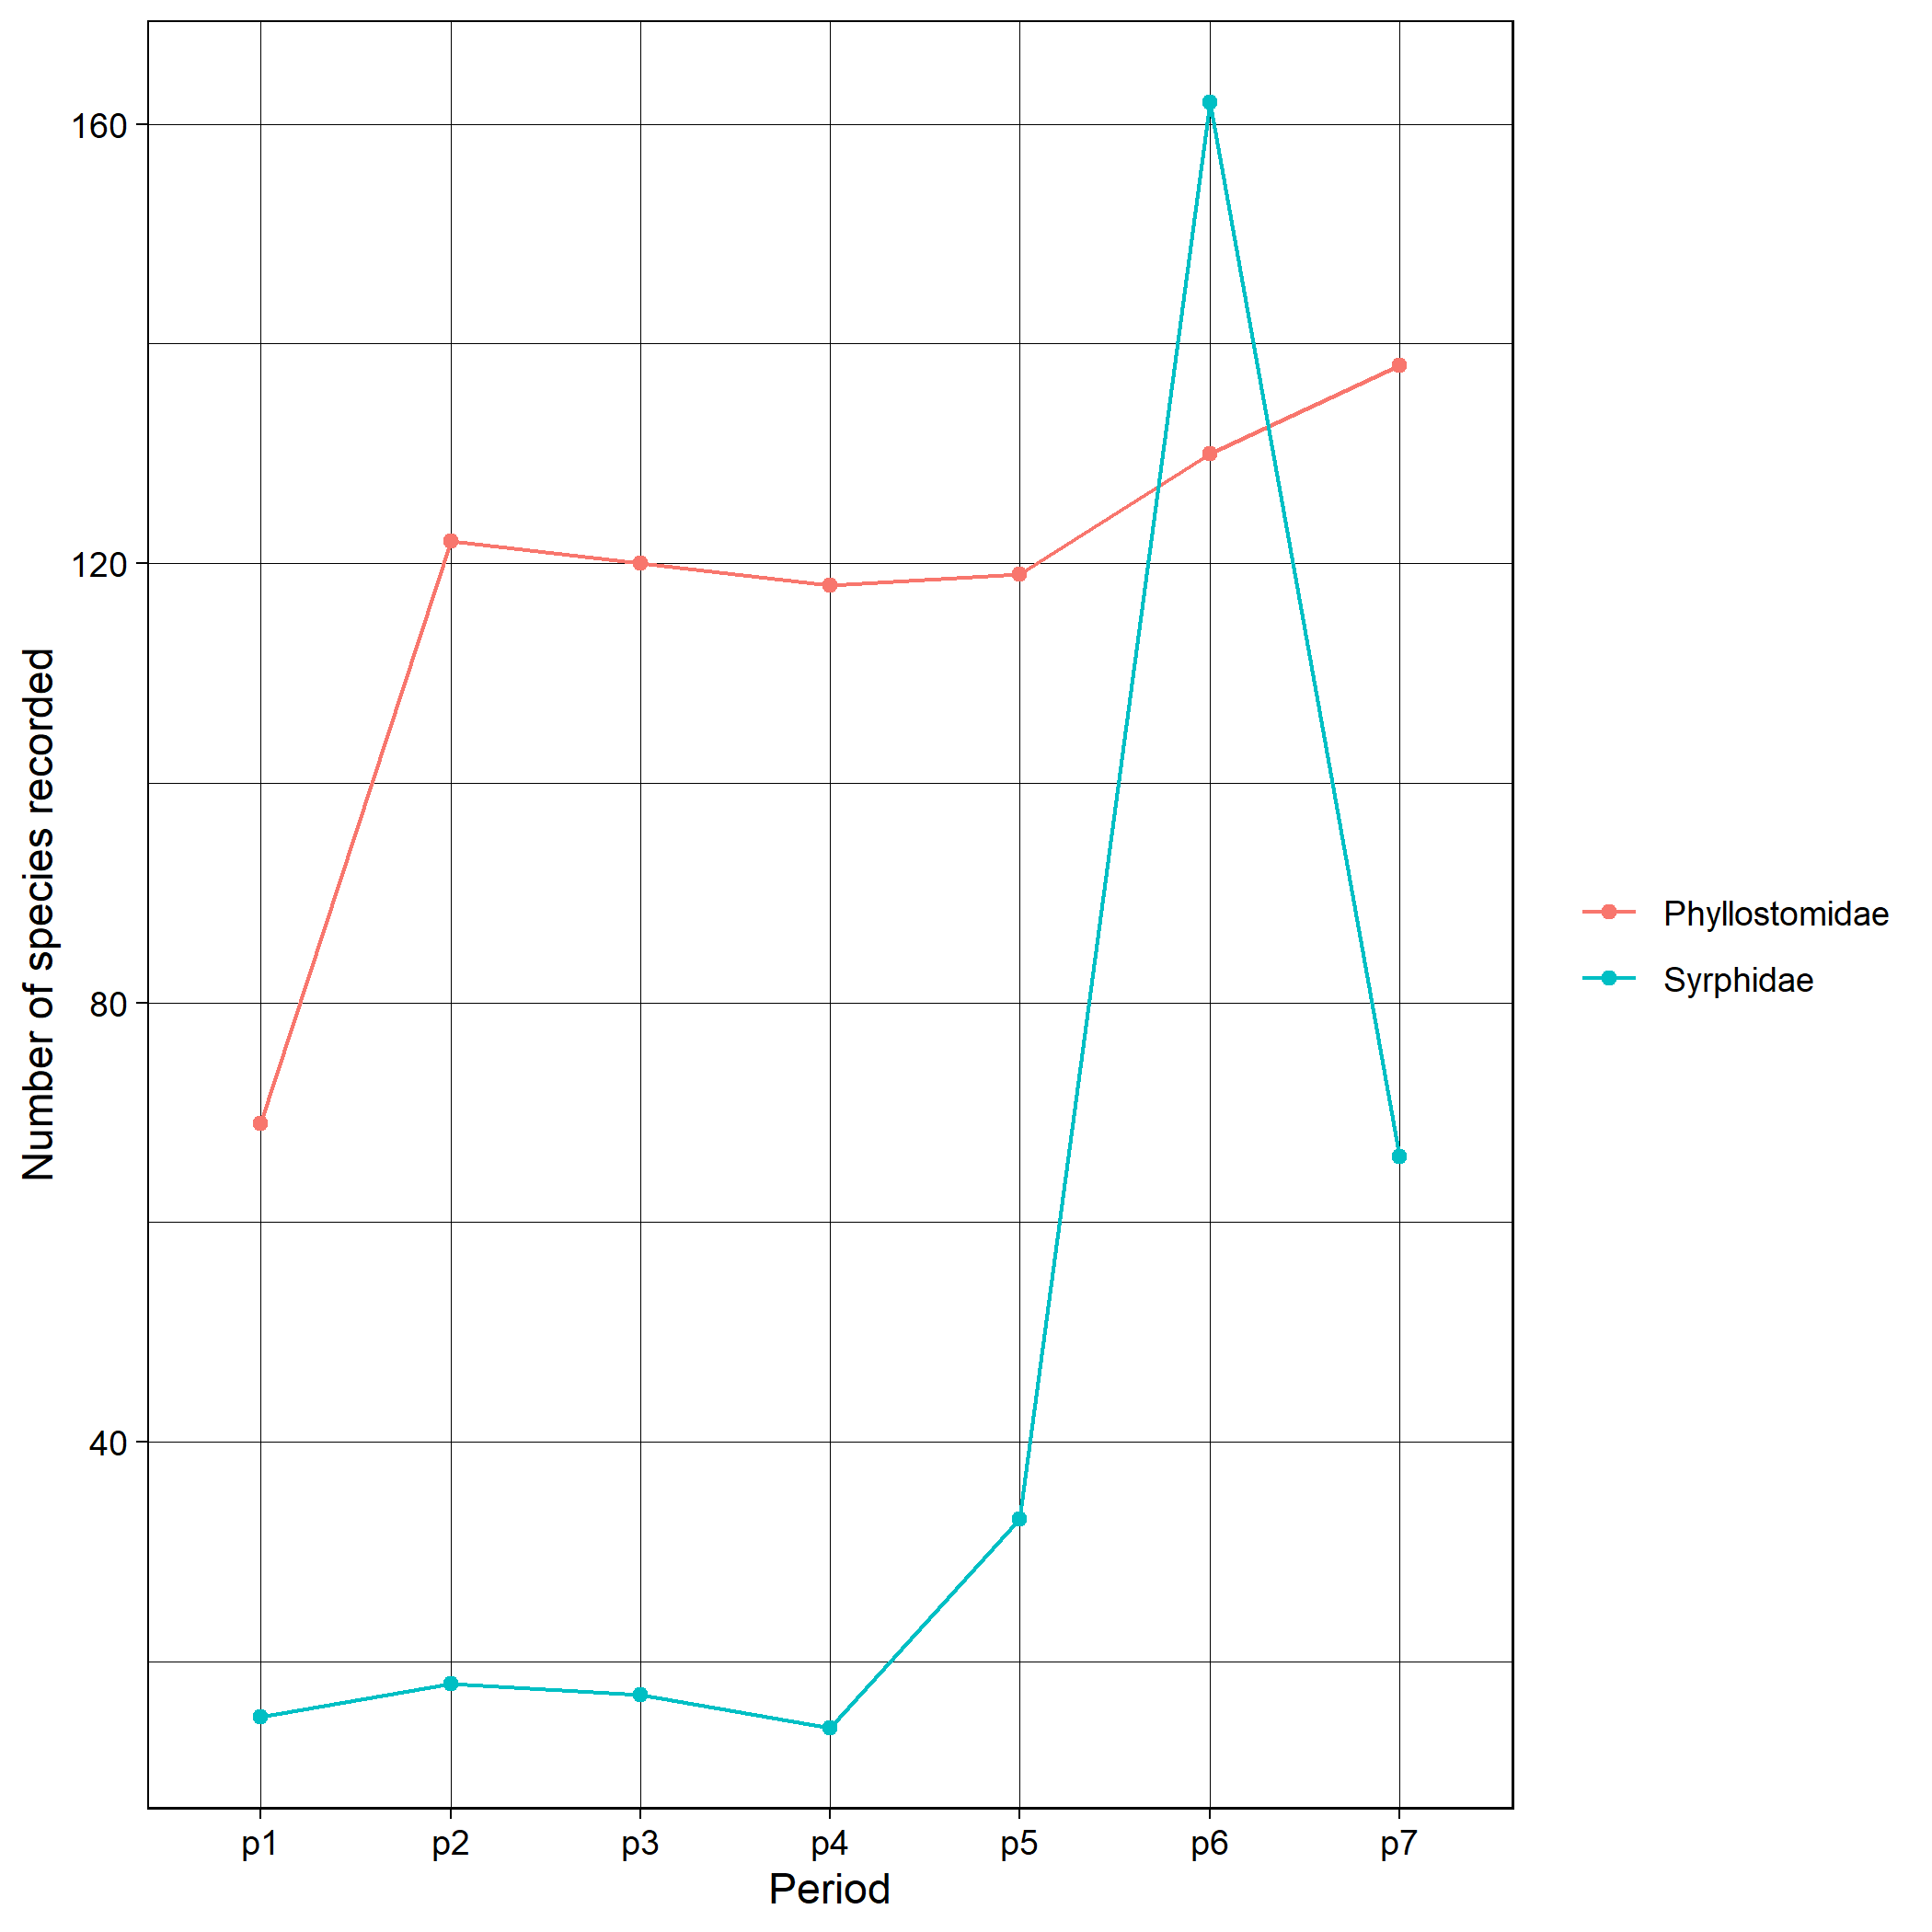 160
120
80
40
Number of species recorded
p1 p2 p3 p4 p5 p6 p7
Period
Phyllostomidae
Syrphidae